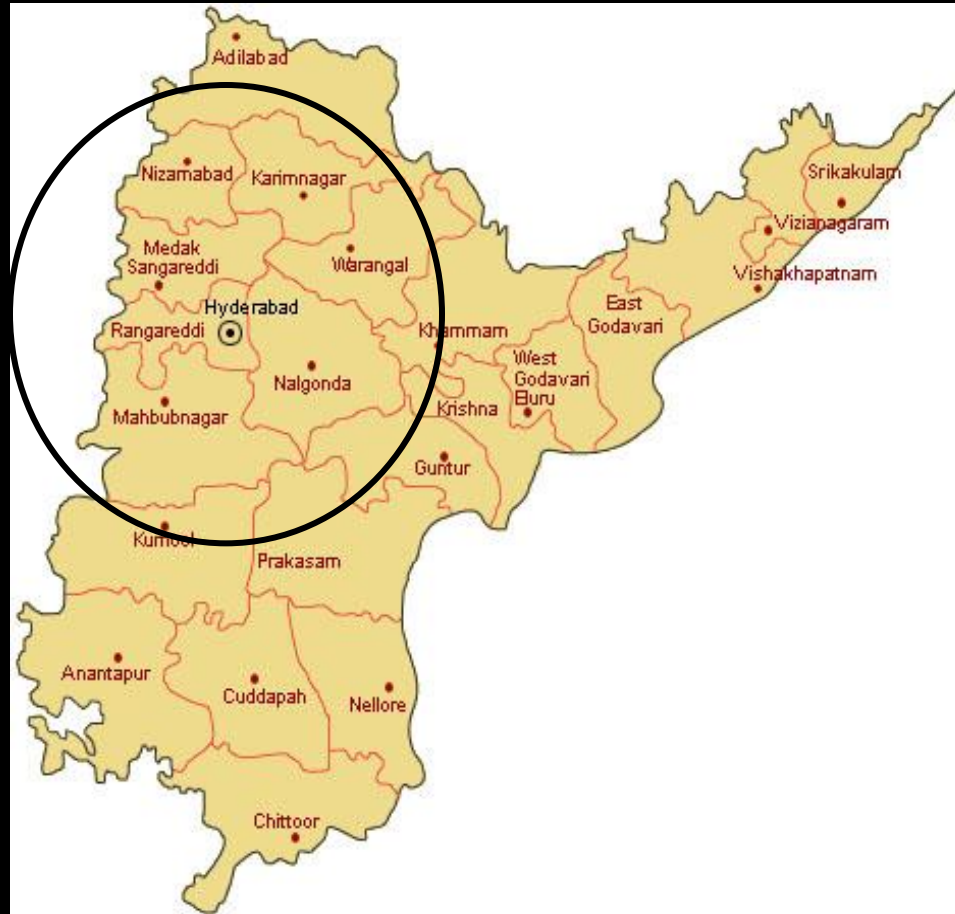 Adilabad
Nizamabad
Karimnagar
Srikakulam
Vizianagaram
Medak
Sangareddi
Warangal
Vishakhapatnam
Hyderabad
Rangareddi
Khammam
East
Godavari
West
Godavari
Eluru
Nalgonda
Krishna
Mahbubnagar
Guntur
Kurnool
Prakasam
Anantapur
Cuddapah
Nellore
Chittoor